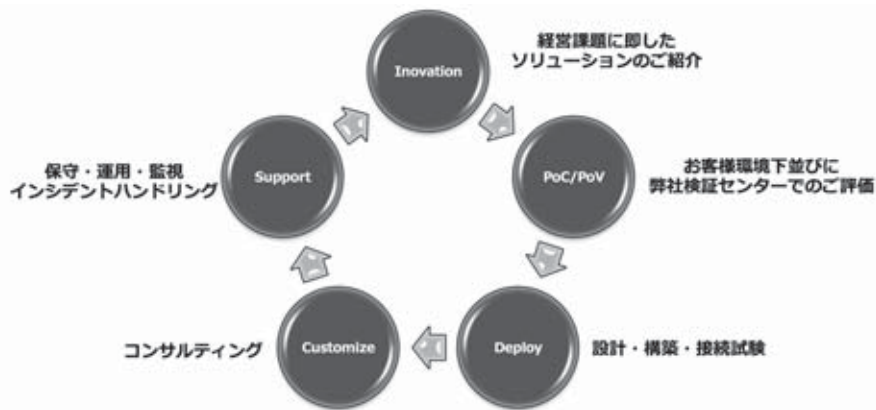 Inovation
経営課題に即した
ソリューションのご紹介
PoC/PoV
お客様環境下並びに
弊社検証センターでのご評価
Deploy
設計・構築・接続試験
Customize
コンサルティング
Support
保守・運用・監視
インシデントハンドリング